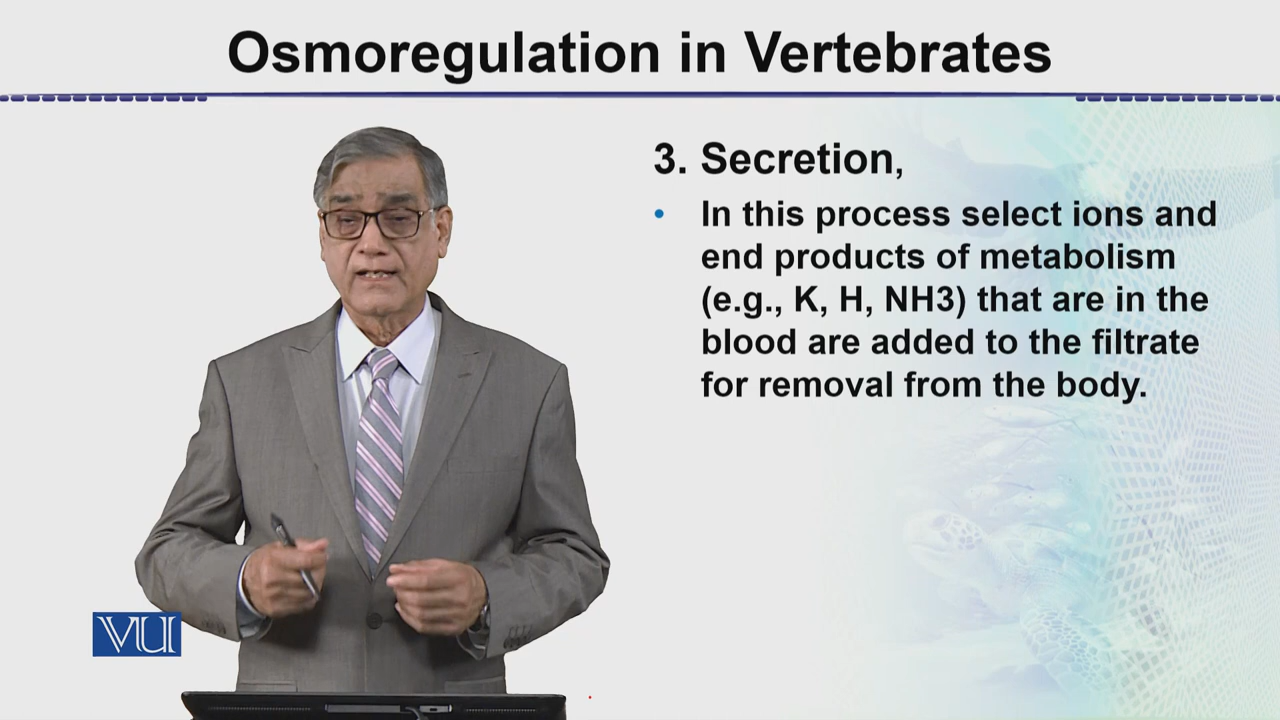 Osmoregulation in Vertebrates
3. Secretion,
• In this process select ions and
end products of metabolism
(e.g., K, H, NH3) that are in the
blood are added to the filtrate
for removal from the body.
VU